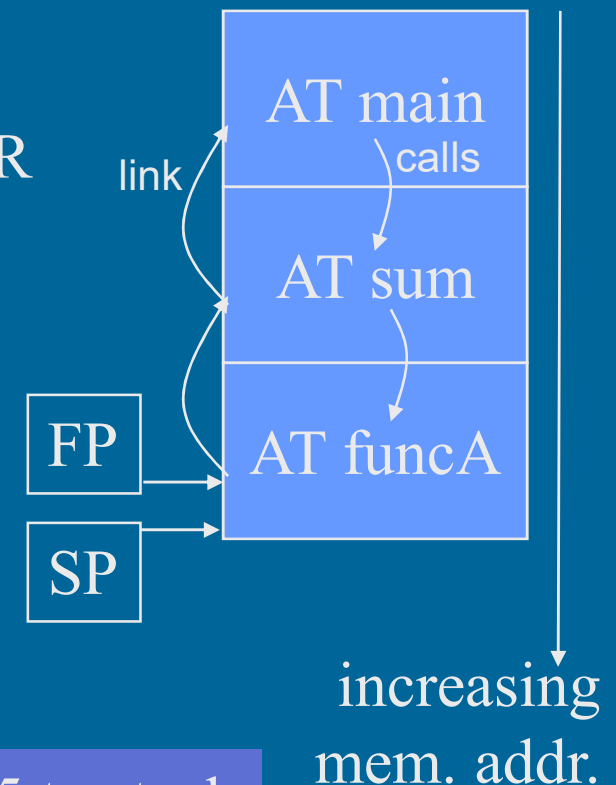 AT main
R
calls
link
AT sum
FP
AT funcA
SP
increasing
mem. addr.